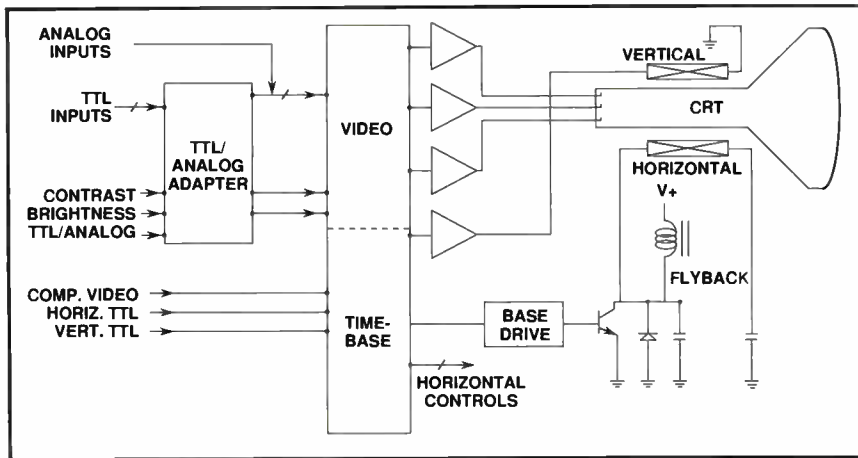 ANALOG
INPUTS
TTL
INPUTS
TTL/
ANALOG
ADAPTER
CONTRAST
BRIGHTNESS
TTL/ANALOG
COMP. VIDEO
HORIZ. TTL
VERT. TTL
VIDEO
TIME-
BASE
HORIZONTAL
CONTROLS
BASE
DRIVE
VERTICAL
CRT
HORIZONTAL
V+
FLYBACK